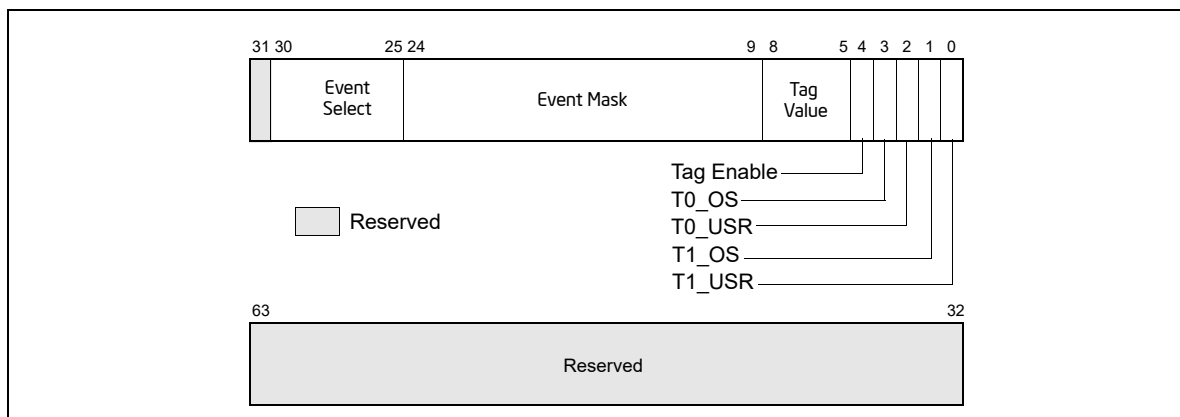 31 30 25 24 9 8 5 4 3 2 1 0
Event
Select
Event Mask
Tag
Value
Tag Enable
T0_OS
T0_USR
T1_OS
T1_USR
Reserved
63 32
Reserved